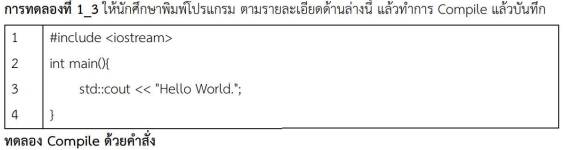 การทดลองที่ 1_3 ให้นักศึกษาพิมพ์โปรแกรม ตามรายละเอียดด้านล่างนี้ แล้วทำการ Compile แล้วบันทึก
1 #include <iostream>
2 int main(){
3 std::cout << "Hello World.";
4 }
ทดลอง Compile ด้วยคำสั่ง